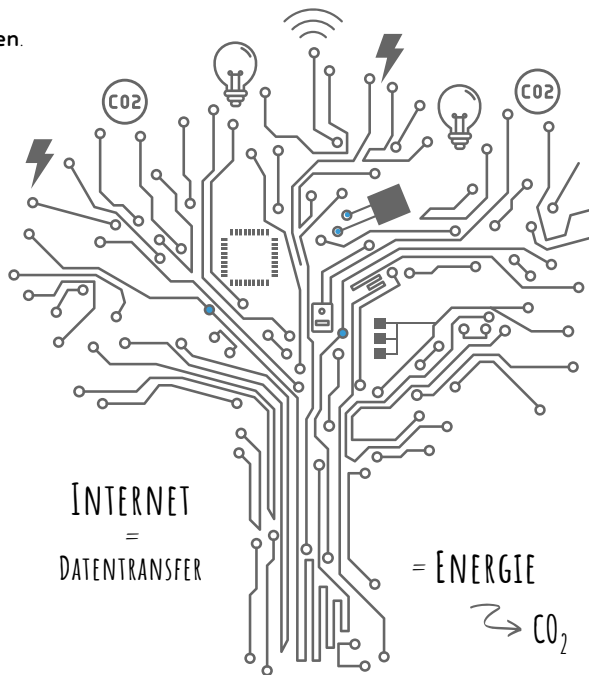 en.
CO2
CO2
INTERNET
=
DATENTRANSFER
= ENERGIE
CO₂